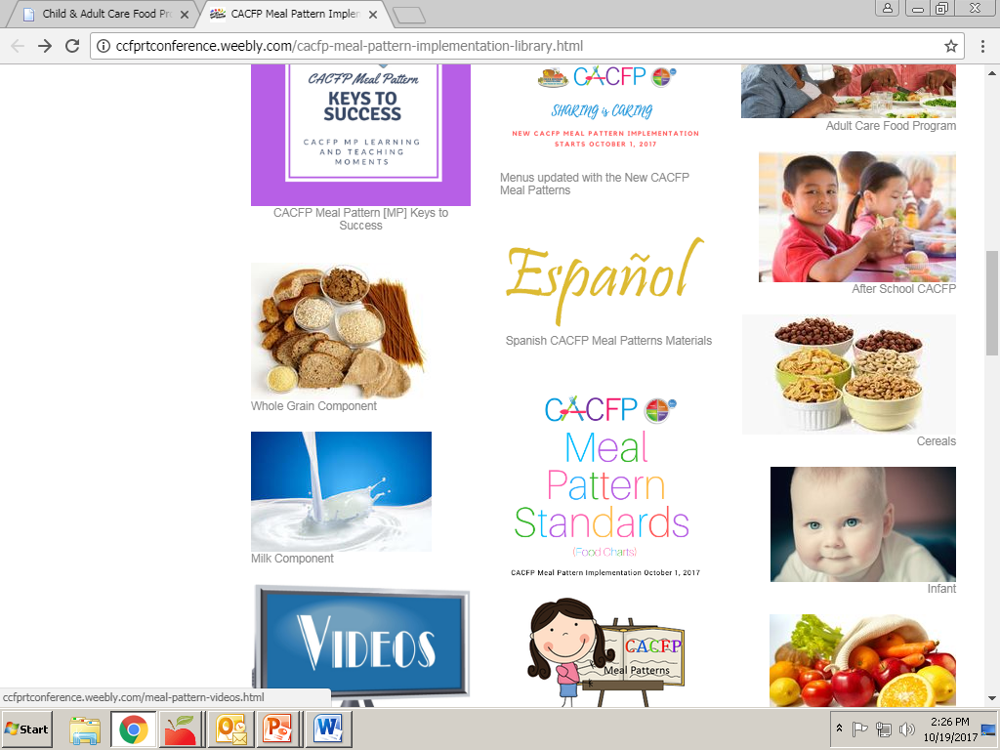 Child & Adult Care Food Pr
CACFP Meal Pattern Implem
ccfprtconference.weebly.com/cacfp-meal-pattern-implementation-library.html
CACFP Meal Pattern
KEYS TO
SUCCESS
CACFP MP LEARNING
AND TEACHING
MOMENTS
CACFP Meal Pattern [MP] Keys to
Success
Whole Grain Component
Milk Component
VIDEOS
CACFP
SHARING is CARING
NEW CACFP MEAL PATTERN IMPLEMENTATION
STARTS OCTOBER 1, 2017
Menus updated with the New CACFP
Meal Patterns
Español
Spanish CACFP Meal Patterns Materials
CACFP
Meal
Pattern
Standards
(Food Charts)
CACFP Meal Pattern Implementation October 1, 2017
CACFP
Meal Patterns
Adult Care Food Program
After School CACFP
Cereals
Infant
ccfprtconference.weebly.com/meal-pattern-videos.html
Start
2:26 PM
10/19/2017